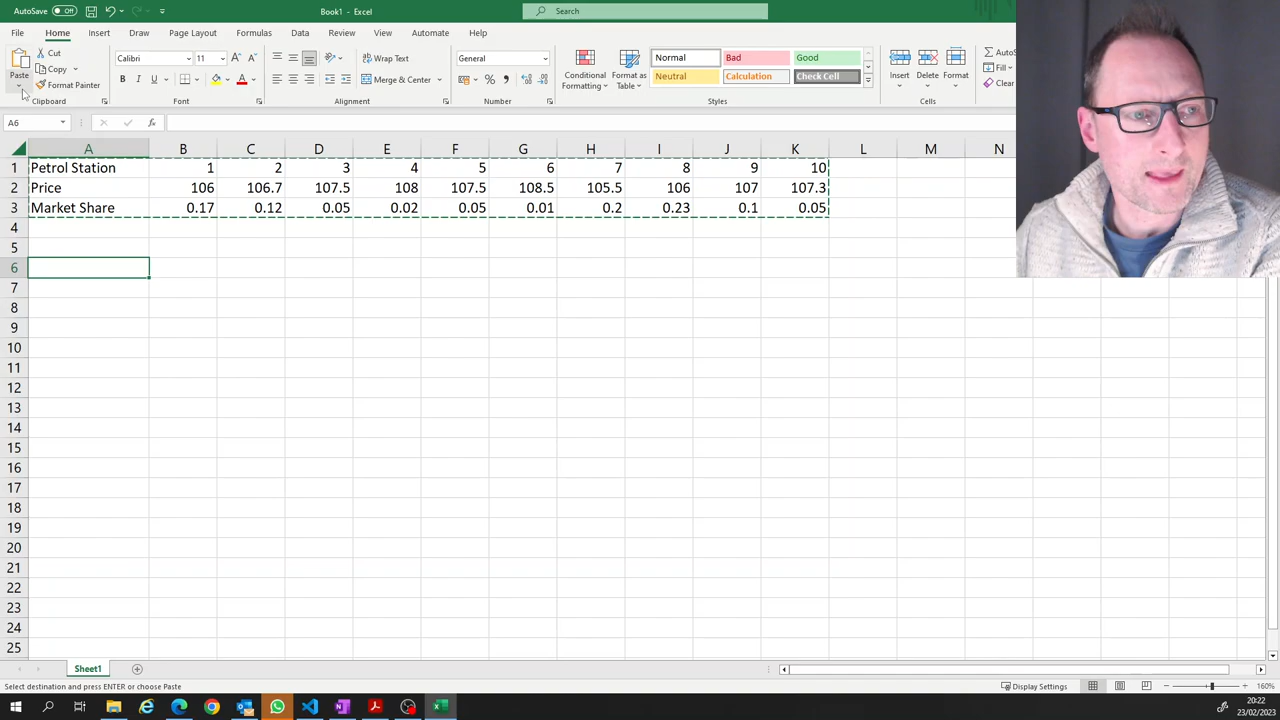 AutoSave Off Book1 - Excel Search
File Home Insert Draw Page Layout Formulas Data Review View Automate Help
Paste Cut Copy Format Painter Clipboard
Calibri 11 B I U A Font
Wrap Text Merge & Center Alignment
General % Number
Conditional Formatting Format as Table
Normal Bad Good
Neutral Calculation Check Cell
Styles
Insert Delete Format Cells
Fill
Clear
A6 fx
A B C D E F G H I J K L M N
1 Petrol Station 1 2 3 4 5 6 7 8 9 10
2 Price 106 106.7 107.5 108 107.5 108.5 105.5 106 107 107.3
3 Market Share 0.17 0.12 0.05 0.02 0.05 0.01 0.2 0.23 0.1 0.05
4
5
6
7
8
9
10
11
12
13
14
15
16
17
18
19
20
21
22
23
24
25
Sheet1
Select destination and press ENTER or choose Paste Display Settings 160%
20:22
23/02/2023